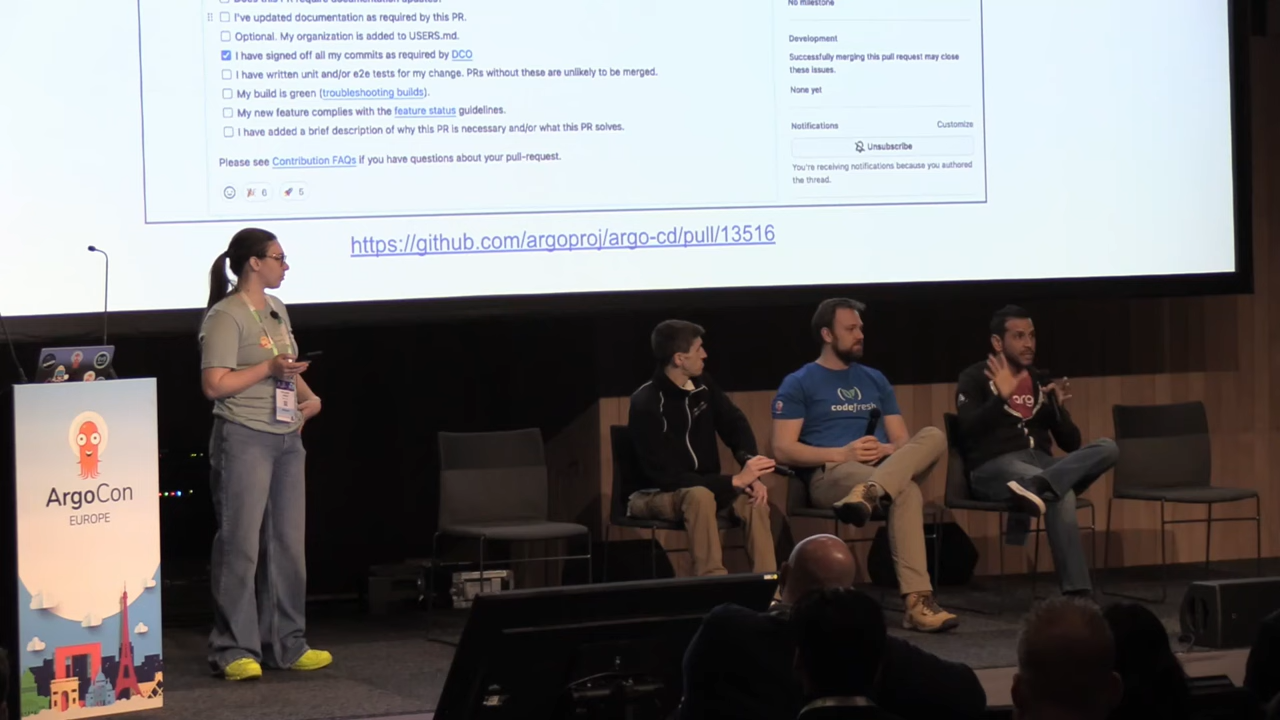 No milestone
I've updated documentation as required by this PR.
Optional. My organization is added to USERS.md.
I have signed off all my commits as required by DCO
I have written unit and/or e2e tests for my change. PRs without these are unlikely to be merged.
My build is green (troubleshooting builds).
My new feature complies with the feature status guidelines.
I have added a brief description of why this PR is necessary and/or what this PR solves.
Please see Contribution FAQs if you have questions about your pull-request.
6 5
Development
Successfully merging this pull request may close
these issues.
None yet
Notifications Customize
Unsubscribe
You're receiving notifications because you authored
the thread.
https://github.com/argoproj/argo-cd/pull/13516
ArgoCon
EUROPE
codefresh
arg